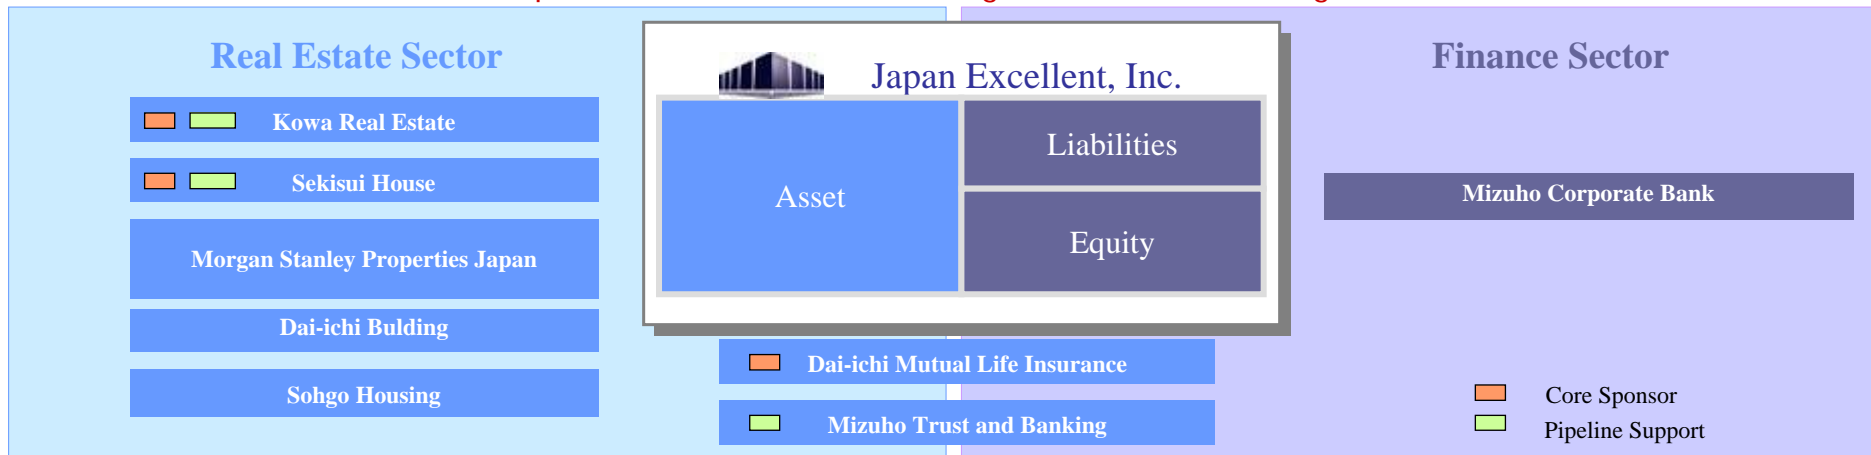 Real Estate Sector
Kowa Real Estate
Sekisui House
Morgan Stanley Properties Japan
Dai-ichi Bulding
Sohgo Housing
Japan Excellent, Inc.
Asset
Liabilities
Equity
Dai-ichi Mutual Life Insurance
Mizuho Trust and Banking
Finance Sector
Mizuho Corporate Bank
Core Sponsor
Pipeline Support